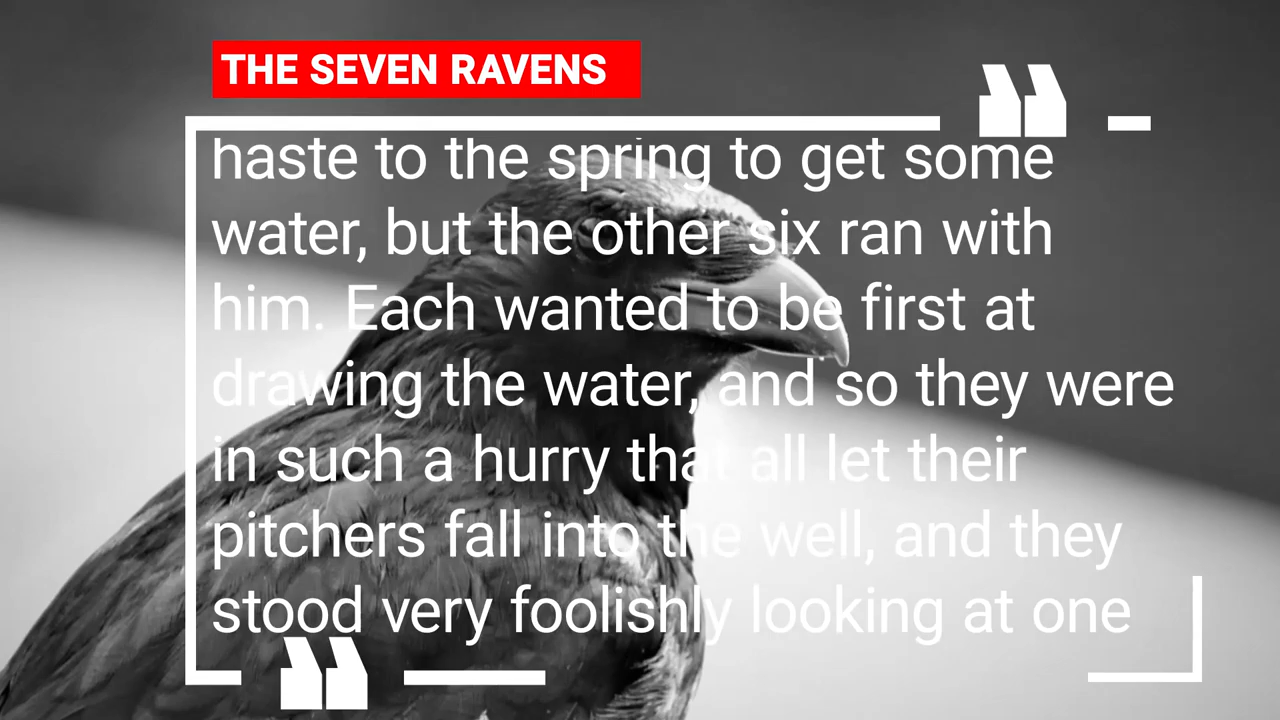 THE SEVEN RAVENS
haste to the spring to get some
water, but the other six ran with
him. Each wanted to be first at
drawing the water, and so they were
in such a hurry that all let their
pitchers fall into the well, and they
stood very foolishly looking at one